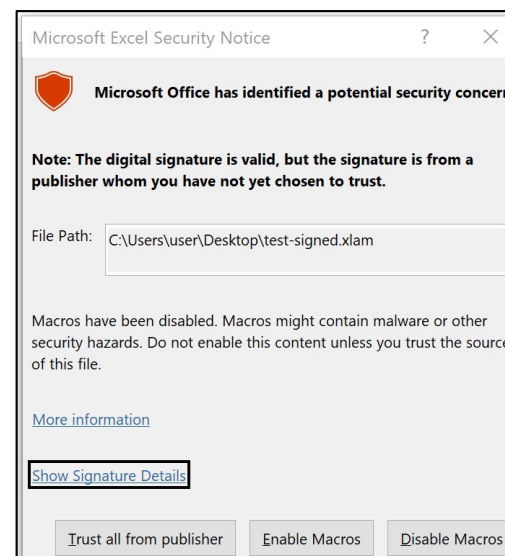 Microsoft Excel Security Notice ? ×
Microsoft Office has identified a potential security concer
Note: The digital signature is valid, but the signature is from a
publisher whom you have not yet chosen to trust.
File Path: C:\Users\user\Desktop\test-signed.xlam
Macros have been disabled. Macros might contain malware or other
security hazards. Do not enable this content unless you trust the source
of this file.
More information
Show Signature Details
Trust all from publisher Enable Macros Disable Macros